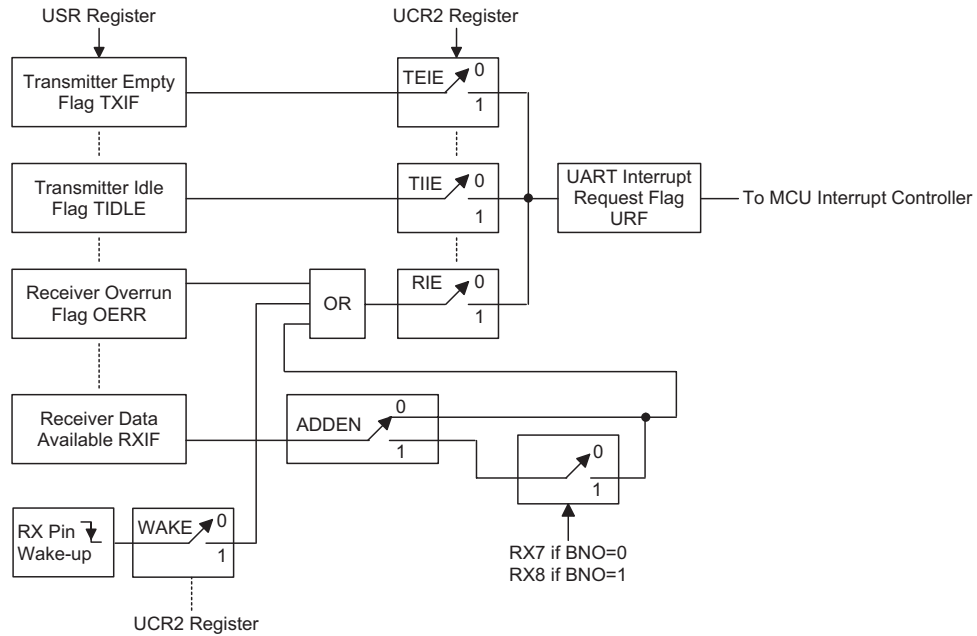 USR Register
UCR2 Register
Transmitter Empty
Flag TXIF
TEIE
0
1
Transmitter Idle
Flag TIDLE
TIIE
0
1
UART Interrupt
Request Flag
URF
To MCU Interrupt Controller
Receiver Overrun
Flag OERR
OR
RIE
0
1
Receiver Data
Available RXIF
ADDEN
0
1
0
1
RX Pin
Wake-up
WAKE
0
1
RX7 if BNO=0
RX8 if BNO=1
UCR2 Register